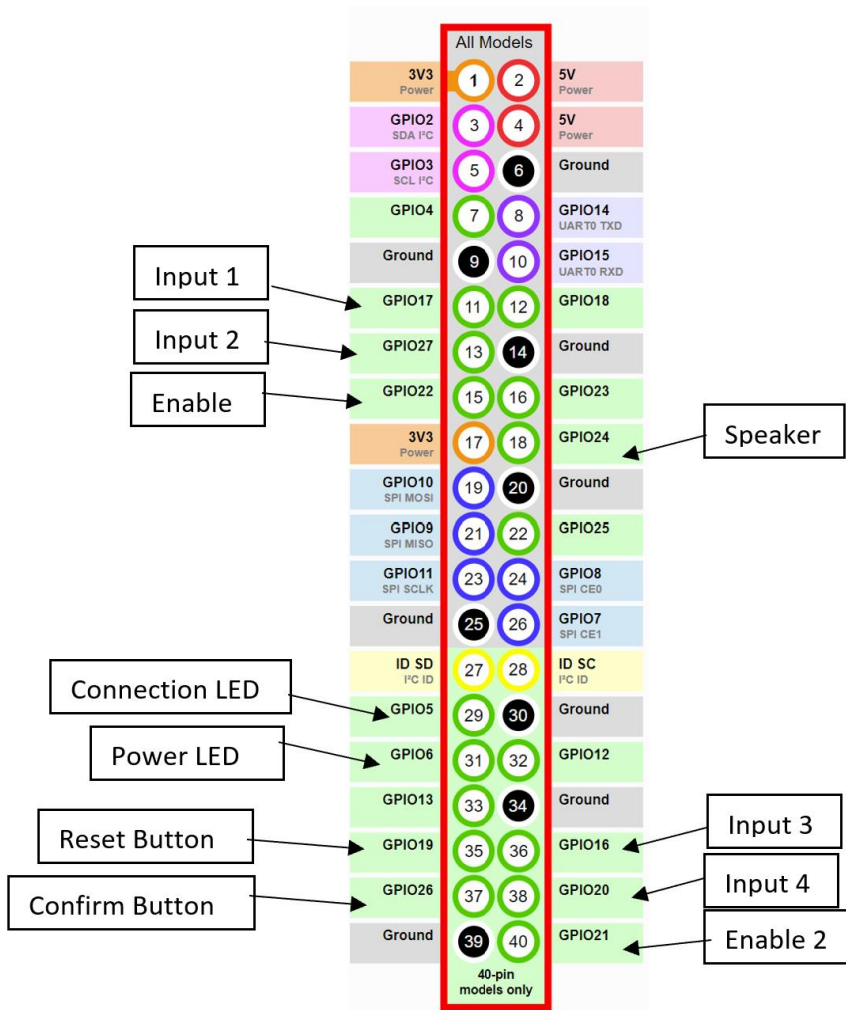 All Models
3V3 1 2 5V
Power Power
GPIO2 3 4 5V
SDA I²C Power
GPIO3 5 6 Ground
SCL I²C
GPIO4 7 8 GPIO14
UART0 TXD
Ground 9 10 GPIO15
UART0 RXD
Input 1
GPIO17 11 12 GPIO18
Input 2
GPIO27 13 14 Ground
Enable
GPIO22 15 16 GPIO23
3V3 17 18 GPIO24
Power
Speaker
GPIO10 19 20 Ground
SPI MOSI
GPIO9 21 22 GPIO25
SPI MISO
GPIO11 23 24 GPIO8
SPI SCLK SPI CE0
Ground 25 26 GPIO7
SPI CE1
ID SD 27 28 ID SC
I²C ID I²C ID
Connection LED
GPIO5 29 30 Ground
Power LED
GPIO6 31 32 GPIO12
GPIO13 33 34 Ground
Reset Button
GPIO19 35 36 GPIO16
Input 3
Confirm Button
GPIO26 37 38 GPIO20
Input 4
Ground 39 40 GPIO21
Enable 2
40-pin
models only